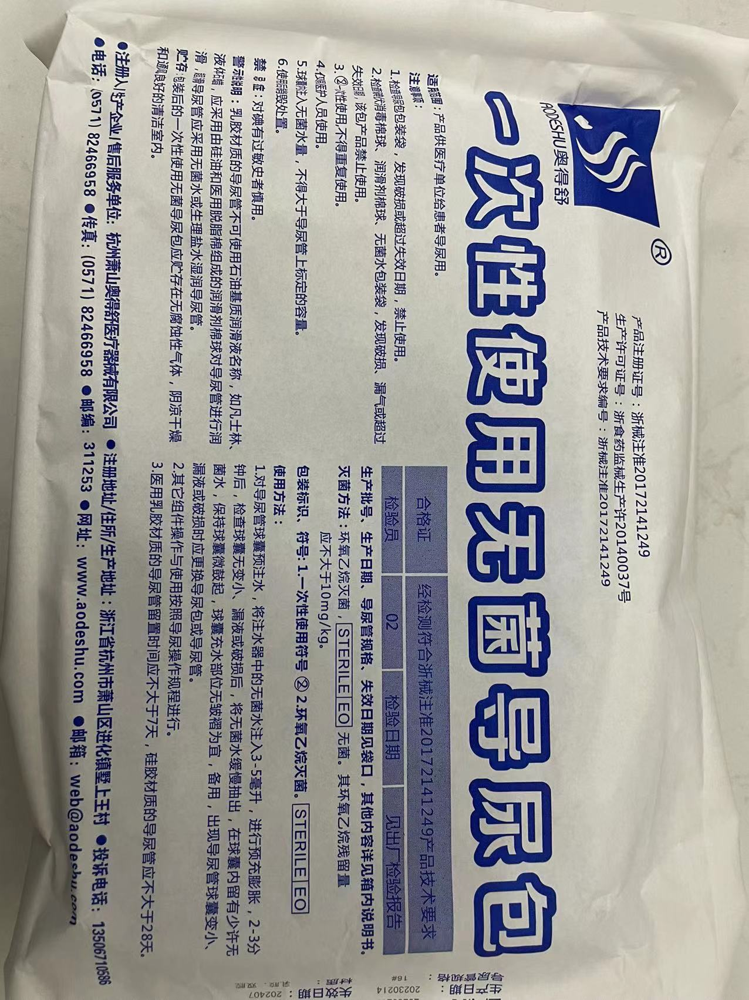 ®
AODESHU奥得舒
产品注册证号：浙械注准20172141249
生产许可证号：浙食药监械生产许20140037号
产品技术要求编号：浙械注准20172141249
一次性使用无菌导尿包
适用范围：产品供医疗单位给患者导尿用。
注意事项：
1.检查导尿包包装袋，发现破损或超过失效日期，禁止使用。
2.检查碘伏消毒棉球、润滑剂棉球、无菌水包装袋，发现破损、漏气或超过
失效日期，该包产品禁止使用。
3.②一次性使用,不得重复使用。
4.仅限医护人员使用。
5.球囊内注入无菌水量，不得大于导尿管上标定的容量。
6.使用后销毁处置。
禁忌症：对碘有过敏史者慎用。
警示说明：乳胶材质的导尿管不可使用石油基质润滑液名称，如凡士林、
液体石蜡，应采用由硅油和医用脱脂棉组成的润滑剂棉球对导尿管进行润
滑，超滑导尿管应采用无菌水或生理盐水湿润导尿管。
贮存:包装后的一次性使用无菌导尿包应贮存在无腐蚀性气体，阴凉干燥
和通风良好的清洁室内。
合格证 经检测符合浙械注准20172141249产品技术要求
检验员 02 检验日期 见出厂检验报告
生产批号、生产日期、导尿管规格、失效日期见袋口，其他内容详见箱内说明书。
灭菌方法：环氧乙烷灭菌，STERILE EO 无菌。其环氧乙烷残留量
应不大于10mg/kg。
包装标识、符号:1.一次性使用符号 ② 2.环氧乙烷灭菌。STERILE EO
使用方法：
1.对导尿管球囊预注水，将注水器中的无菌水注入3-5毫升，进行预充膨胀，2-3分
钟后，检查球囊无变小、漏液或破损后，将无菌水缓慢抽出，在球囊内留有少许无
菌水，保持球囊微鼓起，球囊充水部位无皱褶为宜，备用，出现导尿管球囊变小、
漏液或破损时应更换导尿包或导尿管。
2.其它组件操作与使用按照导尿操作规程进行。
3.医用乳胶材质的导尿管留置时间应不大于7天，硅胶材质的导尿管应不大于28天。
●注册人/生产企业/售后服务单位：杭州萧山奥得舒医疗器械有限公司 ●注册地址/住所/生产地址：浙江省杭州市萧山区进化镇墅上王村 ●投诉电话：13506710586
●电话：(0571) 82466958 ●传真：(0571) 82466958 ●邮编：311253 ●网址：www.aodeshu.com ●邮箱：web@aodeshu.com
生产日期：20230214
导尿管规格：16#
失效日期：202407
材质：乳胶.双腔